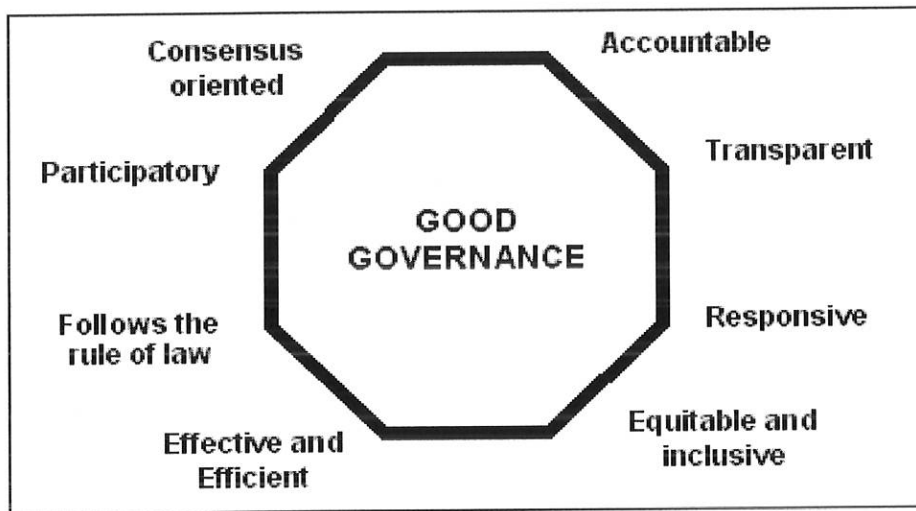 Consensus
oriented
Accountable
Participatory
Transparent
GOOD
GOVERNANCE
Follows the
rule of law
Responsive
Effective and
Efficient
Equitable and
inclusive